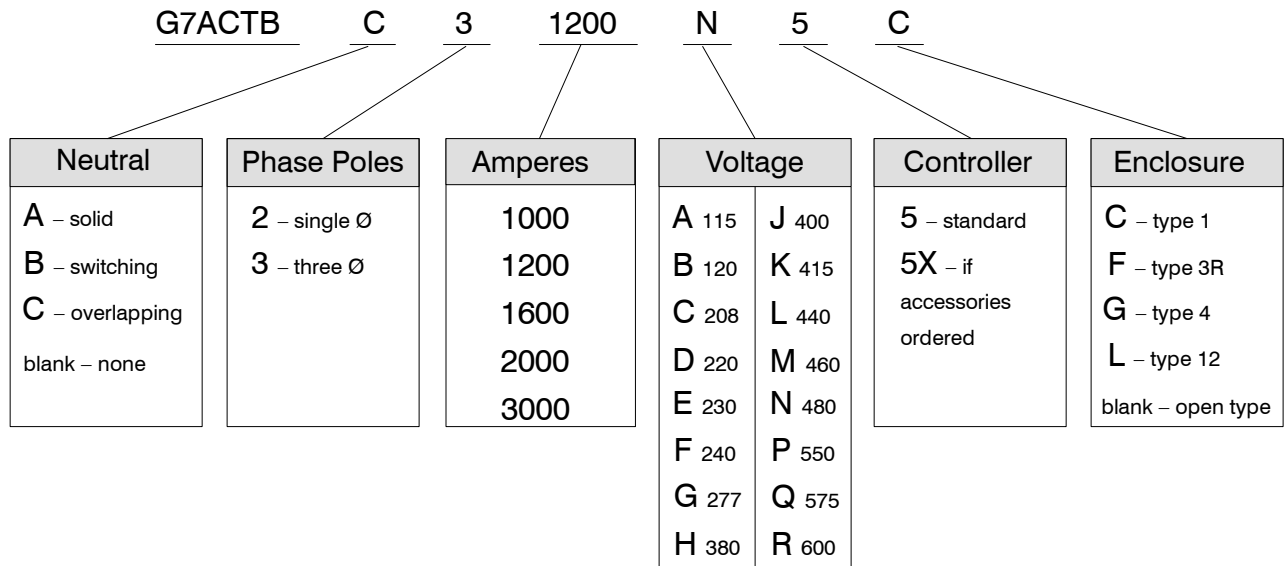 G7ACTB C 3 1200 N 5 C
Neutral
A – solid
B – switching
C – overlapping
blank – none
Phase Poles
2 – single Ø
3 – three Ø
Amperes
1000
1200
1600
2000
3000
Voltage
A 115 J 400
B 120 K 415
C 208 L 440
D 220 M 460
E 230 N 480
F 240 P 550
G 277 Q 575
H 380 R 600
Controller
5 – standard
5X – if
accessories
ordered
Enclosure
C – type 1
F – type 3R
G – type 4
L – type 12
blank – open type